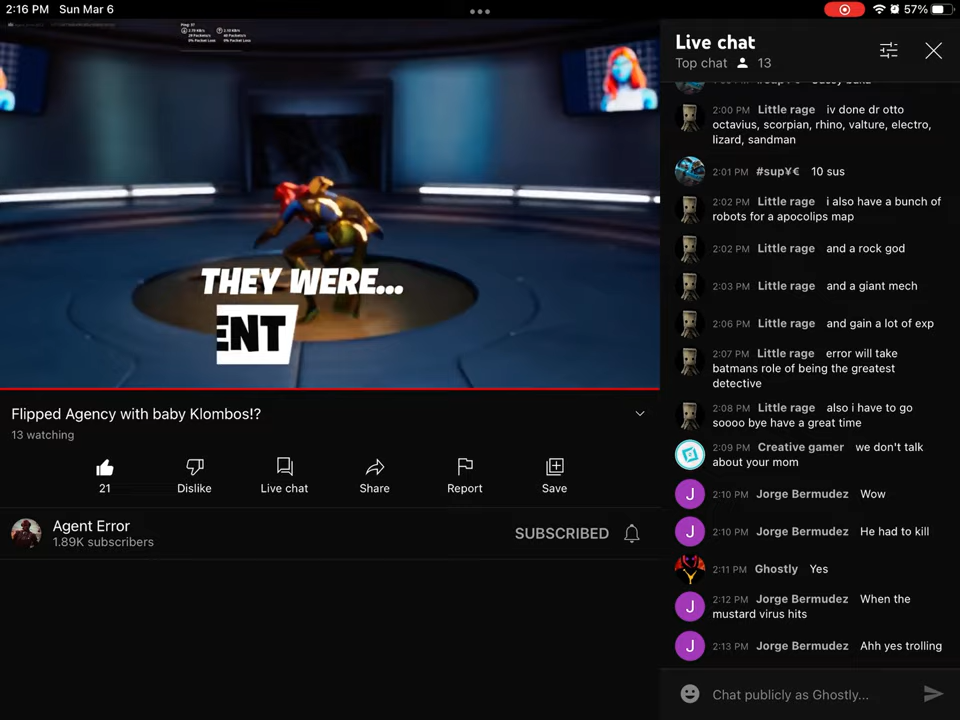 2:16 PM Sun Mar 6
57%
Live chat
Top chat 13
2:00 PM Little rage iv done dr otto
octavius, scorpian, rhino, valture, electro,
lizard, sandman
2:01 PM #sup¥€ 10 sus
2:02 PM Little rage i also have a bunch of
robots for a apocolips map
2:02 PM Little rage and a rock god
2:03 PM Little rage and a giant mech
2:06 PM Little rage and gain a lot of exp
2:07 PM Little rage error will take
batmans role of being the greatest
detective
2:08 PM Little rage also i have to go
soooo bye have a great time
2:09 PM Creative gamer we don't talk
about your mom
2:10 PM Jorge Bermudez Wow
2:10 PM Jorge Bermudez He had to kill
2:11 PM Ghostly Yes
2:12 PM Jorge Bermudez When the
mustard virus hits
2:13 PM Jorge Bermudez Ahh yes trolling
Chat publicly as Ghostly...
THEY WERE...
ENT
Flipped Agency with baby Klombos!?
13 watching
21
Dislike
Live chat
Share
Report
Save
Agent Error
1.89K subscribers
SUBSCRIBED